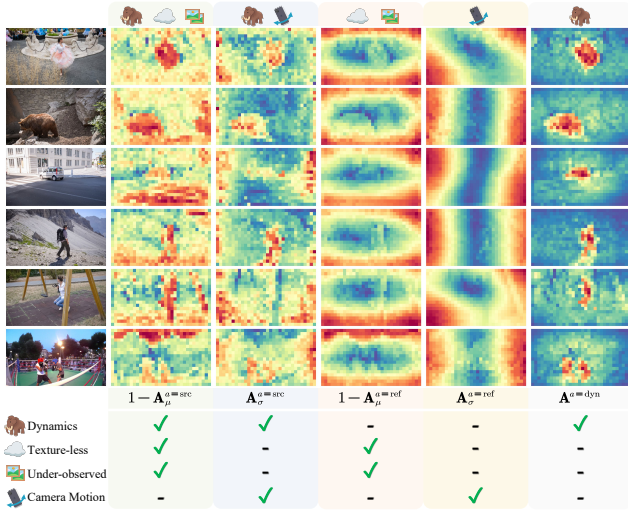 1 − A_μ^{a=src} A_σ^{a=src} 1 − A_μ^{a=ref} A_σ^{a=ref} A^{a=dyn}
Dynamics ✓ ✓ - - ✓
Texture-less ✓ - ✓ - -
Under-observed ✓ - ✓ - -
Camera Motion - ✓ - ✓ -